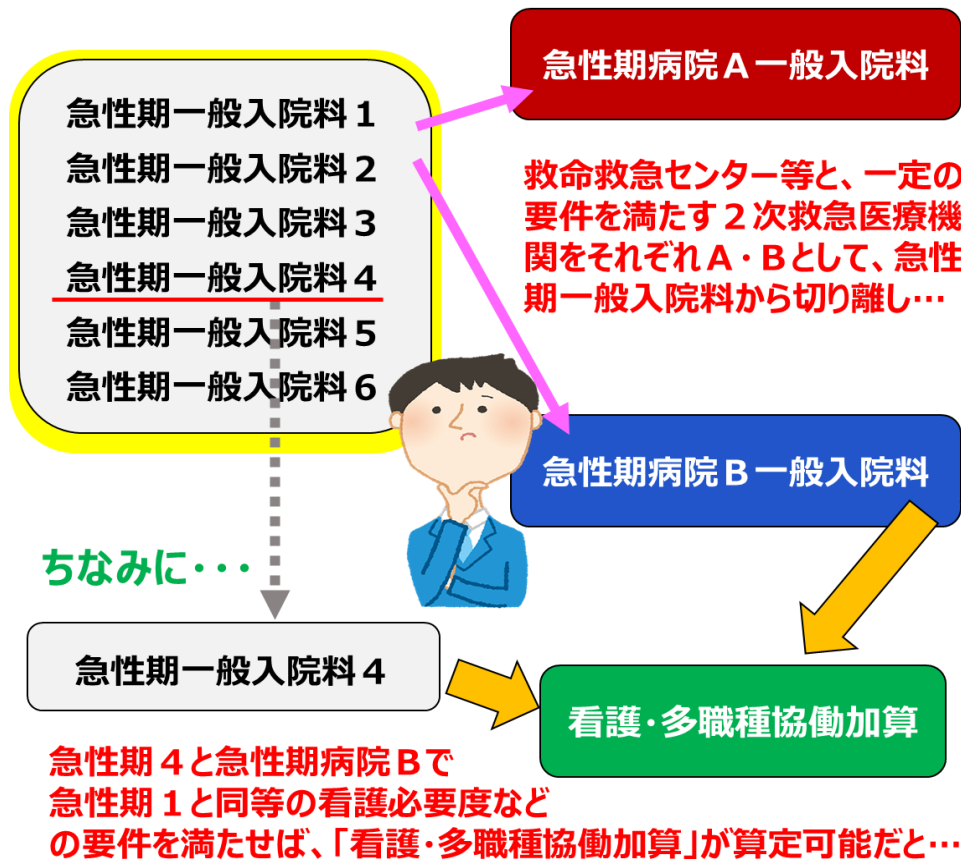 急性期病院A一般入院料
急性期一般入院料1
急性期一般入院料2
急性期一般入院料3
急性期一般入院料4
急性期一般入院料5
急性期一般入院料6
救命救急センター等と、一定の
要件を満たす2次救急医療機
関をそれぞれA・Bとして、急性
期一般入院料から切り離し…
急性期病院B一般入院料
ちなみに・・・
急性期一般入院料4
看護・多職種協働加算
急性期4と急性期病院Bで
急性期1と同等の看護必要度など
の要件を満たせば、「看護・多職種協働加算」が算定可能だと…